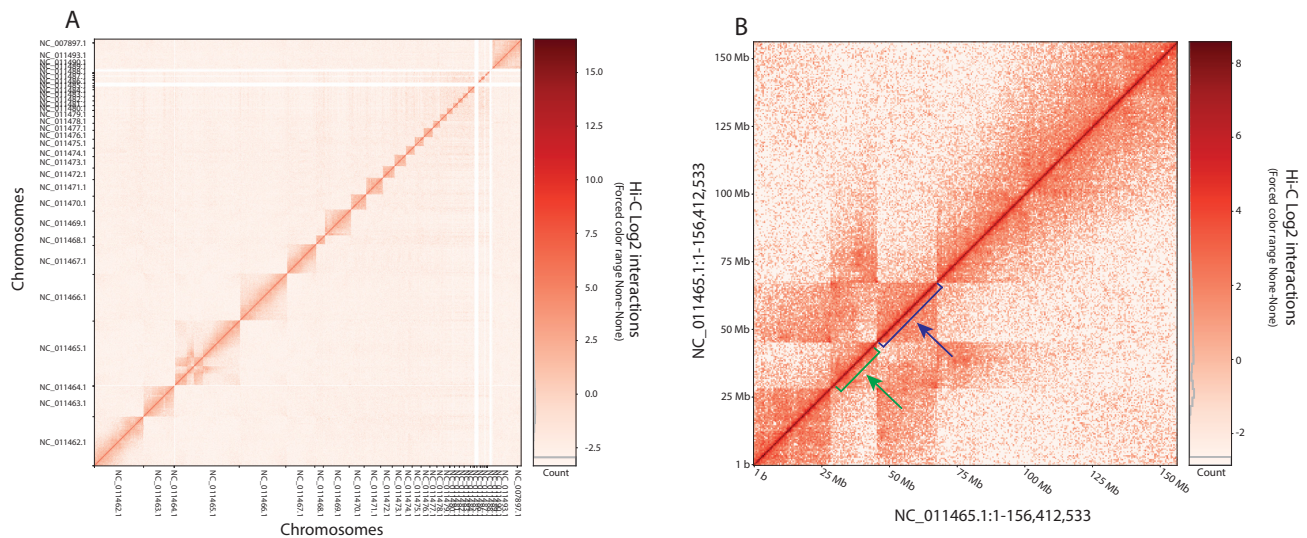 A
NC_007897.1
NC_011493.1
NC_011490.1
NC_011480.1
NC_011479.1
NC_011478.1
NC_011477.1
NC_011476.1
NC_011475.1
NC_011474.1
NC_011473.1
NC_011472.1
NC_011471.1
NC_011470.1
NC_011469.1
NC_011468.1
NC_011467.1
NC_011466.1
NC_011465.1
NC_011464.1
NC_011463.1
NC_011462.1
Chromosomes
NC_011462.1
NC_011463.1
NC_011464.1
NC_011465.1
NC_011466.1
NC_011467.1
NC_011468.1
NC_011469.1
NC_011470.1
NC_011471.1
NC_011472.1
NC_011473.1
NC_011474.1
NC_011475.1
NC_011476.1
NC_011477.1
NC_011478.1
NC_011479.1
NC_011493.1
NC_007897.1
Chromosomes
15.0
12.5
10.0
7.5
5.0
2.5
0.0
-2.5
Count
Hi-C Log2 interactions
(Forced color range None-None)
B
150 Mb
125 Mb
100 Mb
75 Mb
50 Mb
25 Mb
1 b
NC_011465.1:1-156,412,533
1 b
25 Mb
50 Mb
75 Mb
100 Mb
125 Mb
150 Mb
NC_011465.1:1-156,412,533
8
6
4
2
0
-2
Count
Hi-C Log2 interactions
(Forced color range None-None)